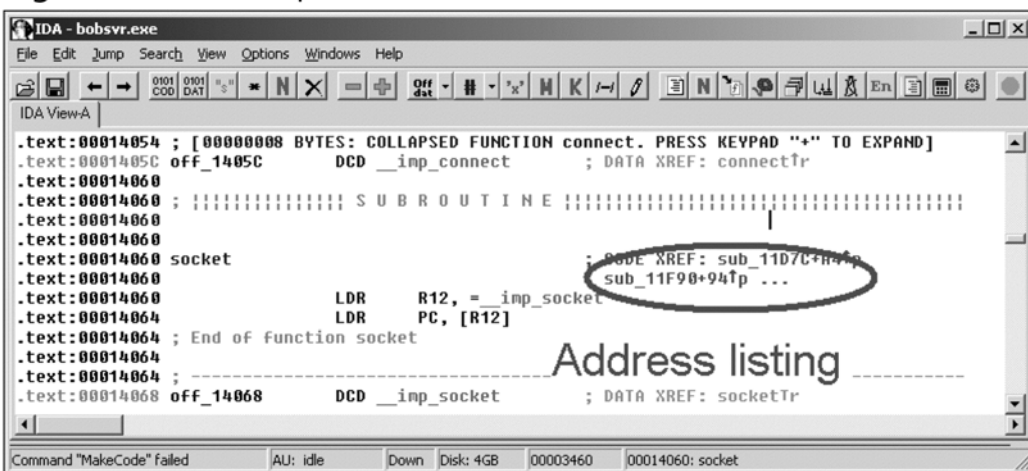 IDA - bobsvr.exe
File Edit Jump Search View Options Windows Help
IDA View-A
.text:00014054 ; [00000008 BYTES: COLLAPSED FUNCTION connect. PRESS KEYPAD "+" TO EXPAND]
.text:0001405C off_1405C DCD __imp_connect ; DATA XREF: connect↑r
.text:00014060
.text:00014060 ; ¦¦¦¦¦¦¦¦¦¦¦¦¦¦¦ S U B R O U T I N E ¦¦¦¦¦¦¦¦¦¦¦¦¦¦¦¦¦¦¦¦¦¦¦¦¦¦¦¦¦¦¦¦¦¦¦¦¦¦¦
.text:00014060
.text:00014060
.text:00014060 socket ; CODE XREF: sub_11D7C+A4↑p
.text:00014060 sub_11F90+94↑p ...
.text:00014060 LDR R12, =__imp_socket
.text:00014064 LDR PC, [R12]
.text:00014064 ; End of function socket
.text:00014064
.text:00014064 ; ---------------------------------------------------------------------------
Address listing
.text:00014068 off_14068 DCD __imp_socket ; DATA XREF: socket↑r
Command "MakeCode" failed AU: idle Down Disk: 4GB 00003460 00014060: socket